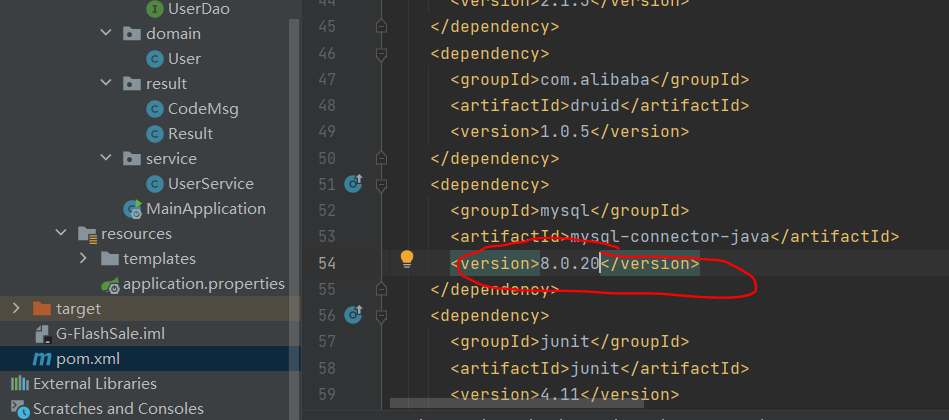 UserDao
domain
User
result
CodeMsg
Result
service
UserService
MainApplication
resources
templates
application.properties
target
G-FlashSale.iml
m pom.xml
External Libraries
Scratches and Consoles
44 <version>2.1.5</version>
45 </dependency>
46 <dependency>
47 <groupId>com.alibaba</groupId>
48 <artifactId>druid</artifactId>
49 <version>1.0.5</version>
50 </dependency>
51 <dependency>
52 <groupId>mysql</groupId>
53 <artifactId>mysql-connector-java</artifactId>
54 <version>8.0.20</version>
55 </dependency>
56 <dependency>
57 <groupId>junit</groupId>
58 <artifactId>junit</artifactId>
59 <version>4.11</version>